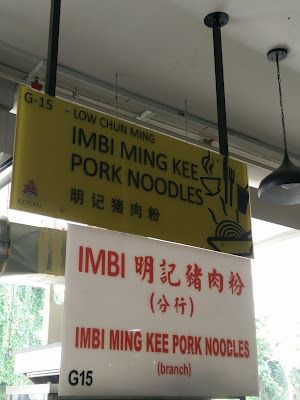 G-15 - LOW CHUN MING
IMBI MING KEE
PORK NOODLES
明记猪肉粉
IMBI 明記豬肉粉
(分行)
IMBI MING KEE PORK NOODLES
(branch)
G15